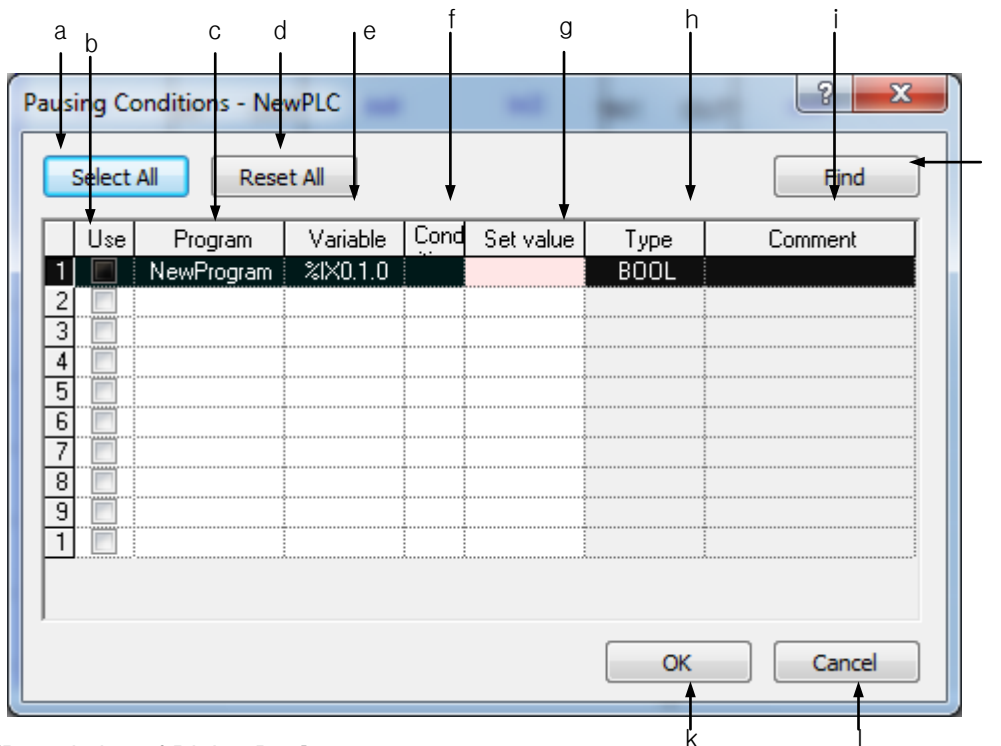 a b c d e f g h i
Pausing Conditions - NewPLC
?
X
Select All Reset All Find
Use Program Variable Cond Set value Type Comment
1 NewProgram %IX0.1.0 BOOL
2
3
4
5
6
7
8
9
1
OK Cancel
k l